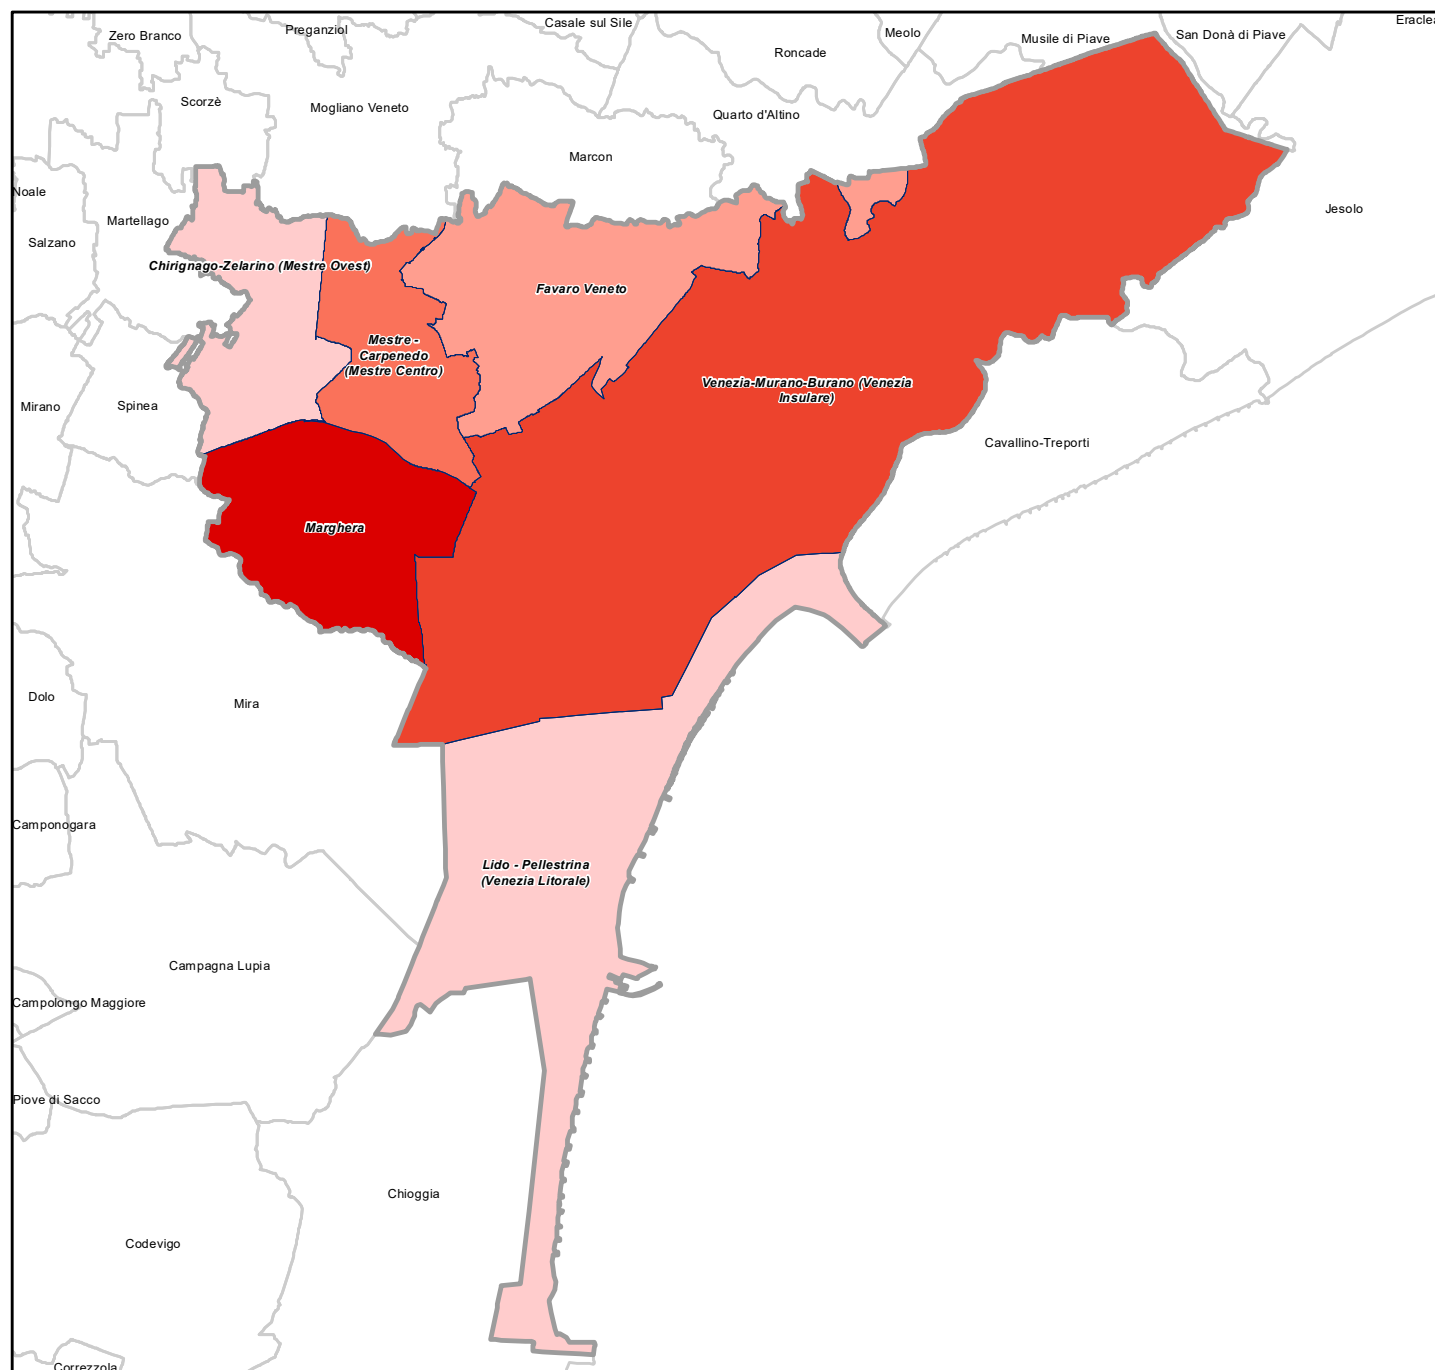 Eraclea
Casale sul Sile
Preganziol
Zero Branco
Meolo
San Donà di Piave
Musile di Piave
Roncade
Scorzè
Mogliano Veneto
Quarto d'Altino
Marcon
Noale
Martellago
Jesolo
Salzano
Chirignago-Zelarino (Mestre Ovest)
Favaro Veneto
Mestre -
Carpenedo
(Mestre Centro)
Venezia-Murano-Burano (Venezia
Insulare)
Mirano
Spinea
Cavallino-Treporti
Marghera
Dolo
Mira
Camponogara
Lido - Pellestrina
(Venezia Litorale)
Campagna Lupia
Campolongo Maggiore
Piove di Sacco
Chioggia
Codevigo
Correzzola